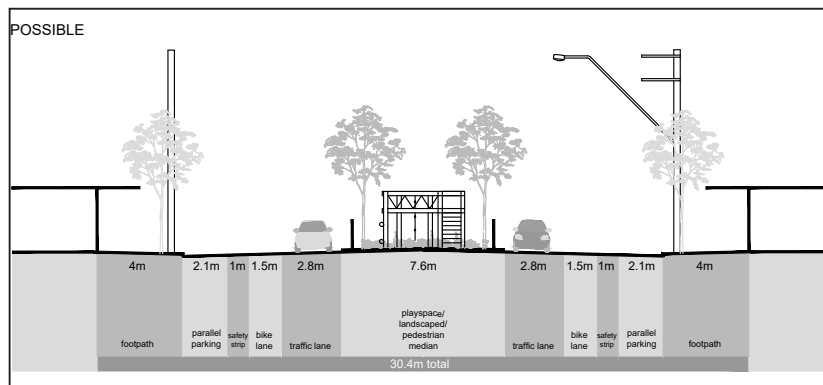 POSSIBLE
4m 2.1m 1m 1.5m 2.8m 7.6m 2.8m 1.5m 1m 2.1m 4m
footpath
parallel
parking
safety
strip
bike
lane
traffic lane
playspace/
landscaped/
pedestrian
median
traffic lane
bike
lane
safety
strip
parallel
parking
footpath
30.4m total